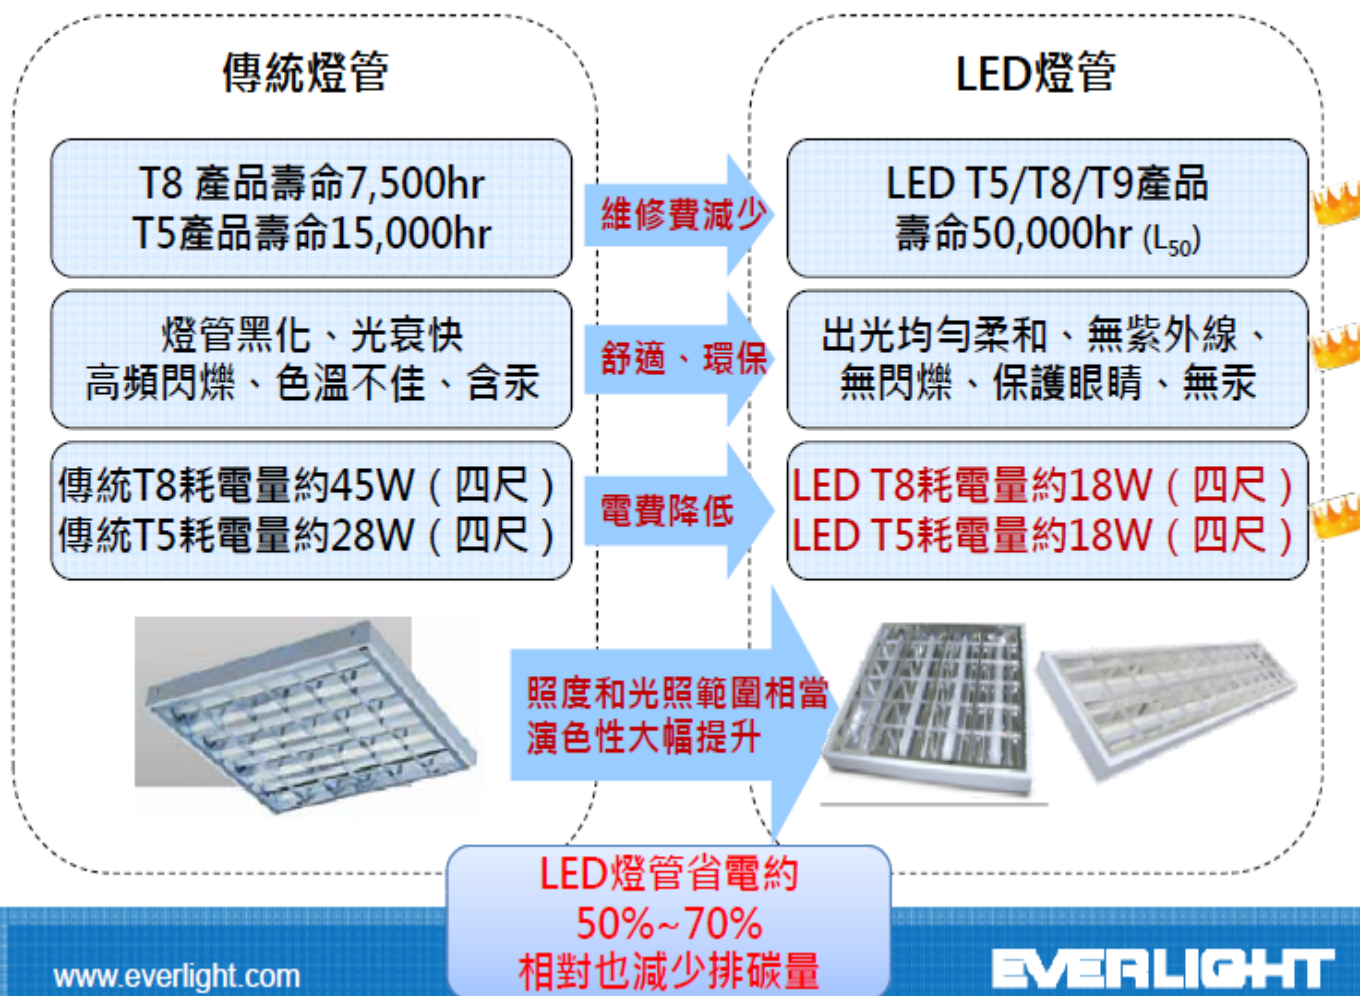 傳統燈管
LED燈管
T8 產品壽命7,500hr
T5產品壽命15,000hr
維修費減少
LED T5/T8/T9產品
壽命50,000hr (L50)
燈管黑化、光衰快
高頻閃爍、色溫不佳、含汞
舒適、環保
出光均勻柔和、無紫外線、
無閃爍、保護眼睛、無汞
傳統T8耗電量約45W（四尺）
傳統T5耗電量約28W（四尺）
電費降低
LED T8耗電量約18W（四尺）
LED T5耗電量約18W（四尺）
照度和光照範圍相當
演色性大幅提升
LED燈管省電約
50%~70%
相對也減少排碳量
www.everlight.com
EVERLIGHT